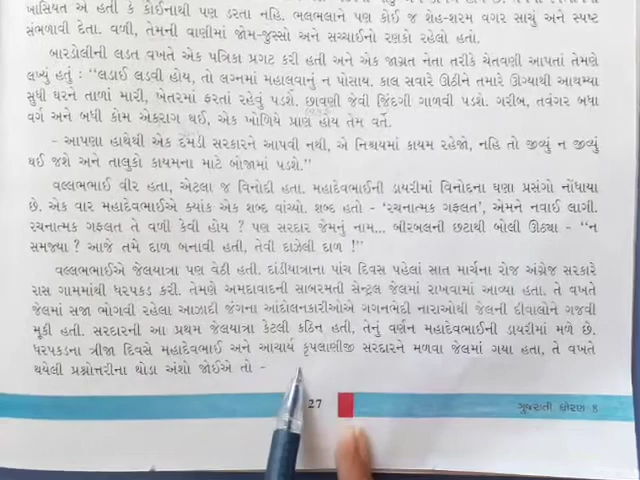 ખાસિયત એ હતી કે કોઈનાથી પણ ડરતા નહિ. ભલભલાને પણ કોઈ જ શેહ-શરમ વગર સાચું અને સ્પષ્ટ
સંભળાવી દેતા. વળી, તેમની વાણીમાં જોમ-જુસ્સો અને સચ્ચાઈનો રણકો રહેલો હતો.
બારડોલીની લડત વખતે એક પત્રિકા પ્રગટ કરી હતી અને એક જાગ્રત નેતા તરીકે ચેતવણી આપતાં તેમણે
લખ્યું હતું : “લડાઈ લડવી હોય, તો લગ્નમાં મહાલવાનું ન પોસાય. કાલ સવારે ઊઠીને તમારે ઊગ્યાથી આથમ્યા
સુધી ઘરને તાળાં મારી, ખેતરમાં ફરતાં રહેવું પડશે. છાવણી જેવી જિંદગી ગાળવી પડશે. ગરીબ, તવંગર બધા
વર્ગ અને બધી કોમ એકરાગ થઈ, એક ખોળિયે પ્રાણ હોય તેમ વર્તે.
– આપણા હાથેથી એક દમડી સરકારને આપવી નથી, એ નિશ્ચયમાં કાયમ રહેજો, નહિ તો જીવ્યું ન જીવ્યું
થઈ જશે અને તાલુકો કાયમના માટે બોજામાં પડશે.”
વલ્લભભાઈ વીર હતા, એટલા જ વિનોદી હતા. મહાદેવભાઈની ડાયરીમાં વિનોદના ઘણા પ્રસંગો નોંધાયા
છે. એક વાર મહાદેવભાઈએ ક્યાંક એક શબ્દ વાંચ્યો. શબ્દ હતો – ‘રચનાત્મક ગફલત’, એમને નવાઈ લાગી.
રચનાત્મક ગફલત તે વળી કેવી હોય ? પણ સરદાર જેમનું નામ... બીરબલની છટાથી બોલી ઊઠ્યા – “ન
સમજ્યા ? આજે તમે દાળ બનાવી હતી, તેવી દાઝેલી દાળ !”
વલ્લભભાઈએ જેલયાત્રા પણ વેઠી હતી. દાંડીયાત્રાના પાંચ દિવસ પહેલાં સાત માર્ચના રોજ અંગ્રેજ સરકારે
રાસ ગામમાંથી ધરપકડ કરી. તેમણે અમદાવાદની સાબરમતી સેન્ટ્રલ જેલમાં રાખવામાં આવ્યા હતા. તે વખતે
જેલમાં સજા ભોગવી રહેલા આઝાદી જંગના આંદોલનકારીઓએ ગગનભેદી નારાઓથી જેલની દીવાલોને ગજવી
મૂકી હતી. સરદારની આ પ્રથમ જેલયાત્રા કેટલી કઠિન હતી, તેનું વર્ણન મહાદેવભાઈની ડાયરીમાં મળે છે.
ધરપકડના ત્રીજા દિવસે મહાદેવભાઈ અને આચાર્ય કૃપલાણીજી સરદારને મળવા જેલમાં ગયા હતા, તે વખતે
થયેલી પ્રશ્નોત્તરીના થોડા અંશો જોઈએ તો –
27
ગુજરાતી ધોરણ 8